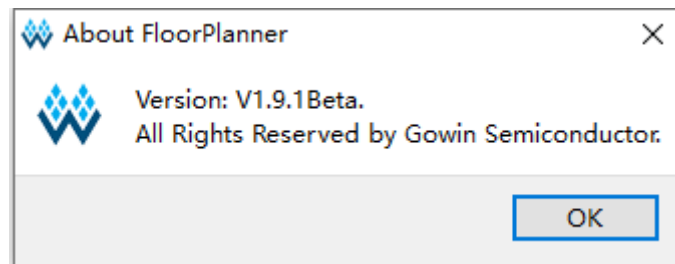 About FloorPlanner
Version: V1.9.1Beta.
All Rights Reserved by Gowin Semiconductor.
OK